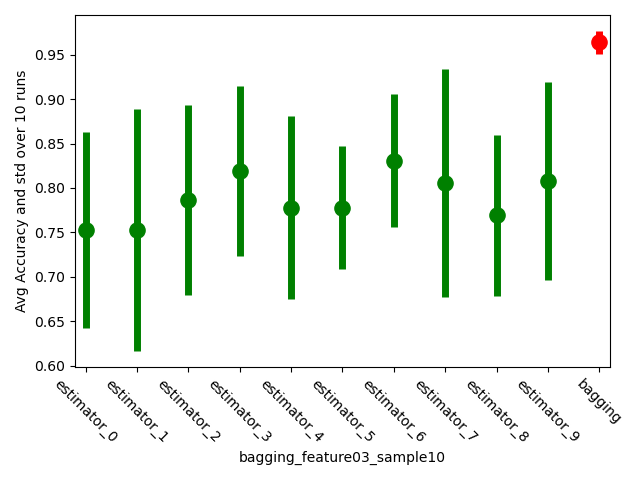 Avg Accuracy and std over 10 runs
0.95
0.90
0.85
0.80
0.75
0.70
0.65
0.60
estimator_0
estimator_1
estimator_2
estimator_3
estimator_4
estimator_5
estimator_6
estimator_7
estimator_8
estimator_9
bagging
bagging_feature03_sample10